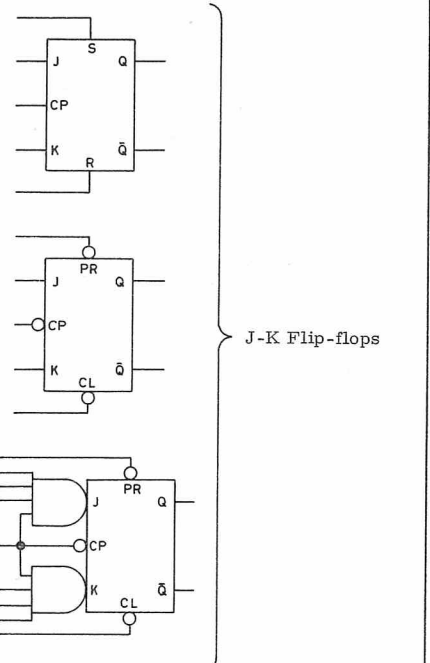 S
J Q
CP
K Q̄
R
PR
J Q
CP
K Q̄
CL
J-K Flip-flops
PR
J Q
CP
K Q̄
CL